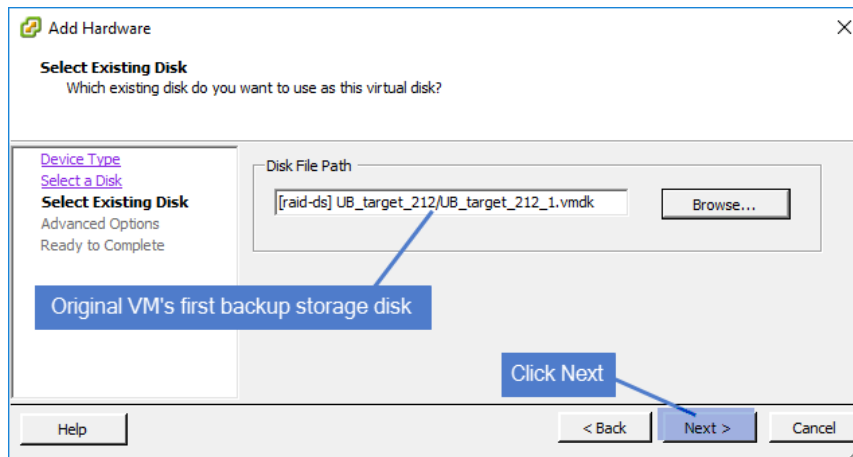 Add Hardware
Select Existing Disk
Which existing disk do you want to use as this virtual disk?
Device Type
Select a Disk
Select Existing Disk
Advanced Options
Ready to Complete
Disk File Path
[raid-ds] UB_target_212/UB_target_212_1.vmdk
Browse...
Original VM's first backup storage disk
Click Next
Help
< Back
Next >
Cancel